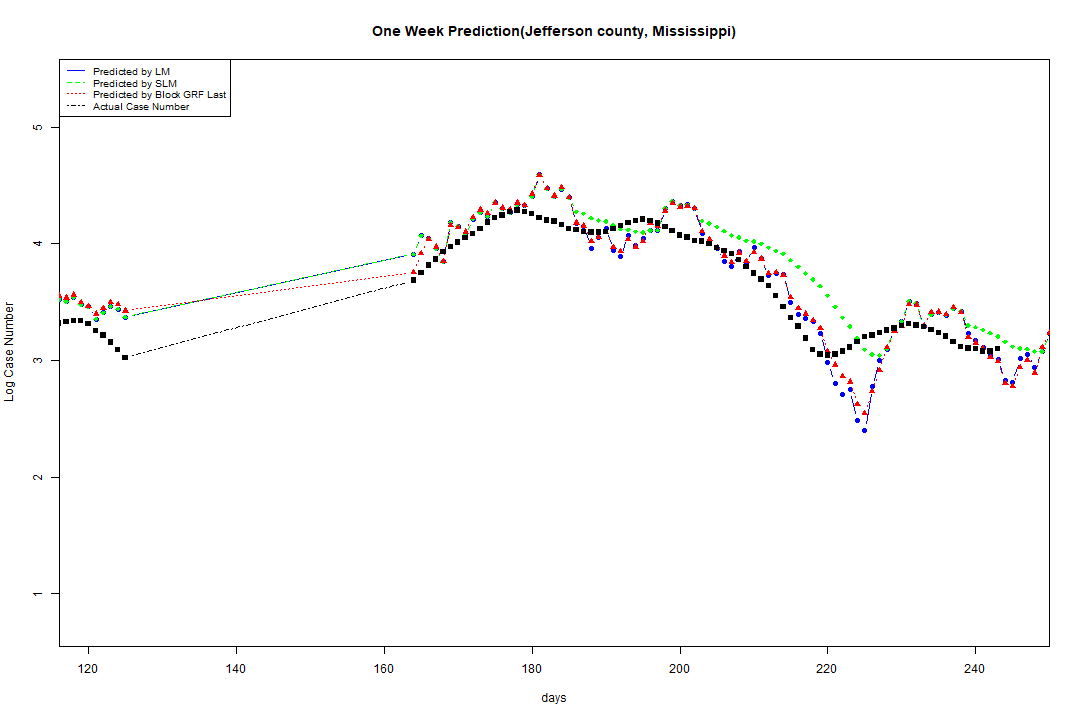 One Week Prediction(Jefferson county, Mississippi)
Predicted by LM
Predicted by SLM
Predicted by Block GRF Last
Actual Case Number
5
4
3
2
1
Log Case Number
120 140 160 180 200 220 240
days